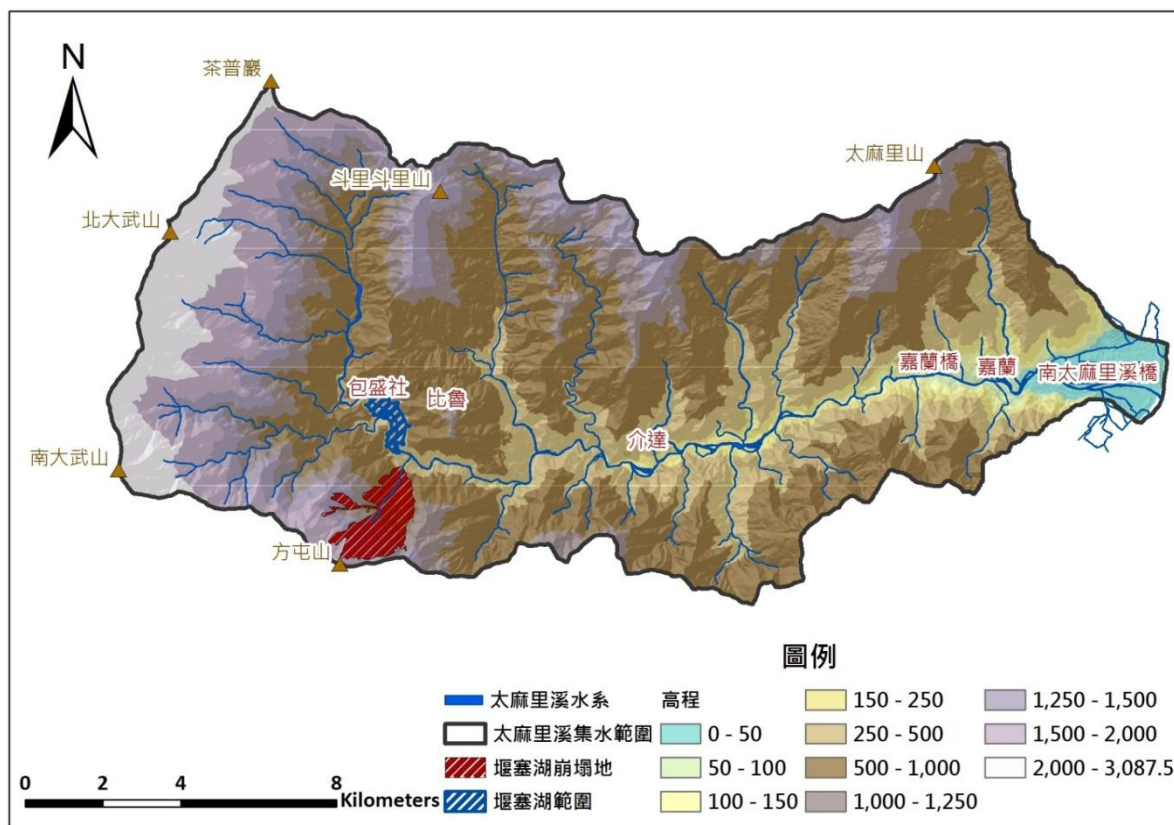 N
茶普巖
太麻里山
斗里斗里山
北大武山
嘉蘭橋
嘉蘭
南太麻里溪橋
包盛社
比魯
介達
南大武山
方屯山
圖例
太麻里溪水系
太麻里溪集水範圍
堰塞湖崩塌地
堰塞湖範圍
高程
0 - 50
50 - 100
100 - 150
150 - 250
250 - 500
500 - 1,000
1,000 - 1,250
1,250 - 1,500
1,500 - 2,000
2,000 - 3,087.5
0 2 4 8
Kilometers